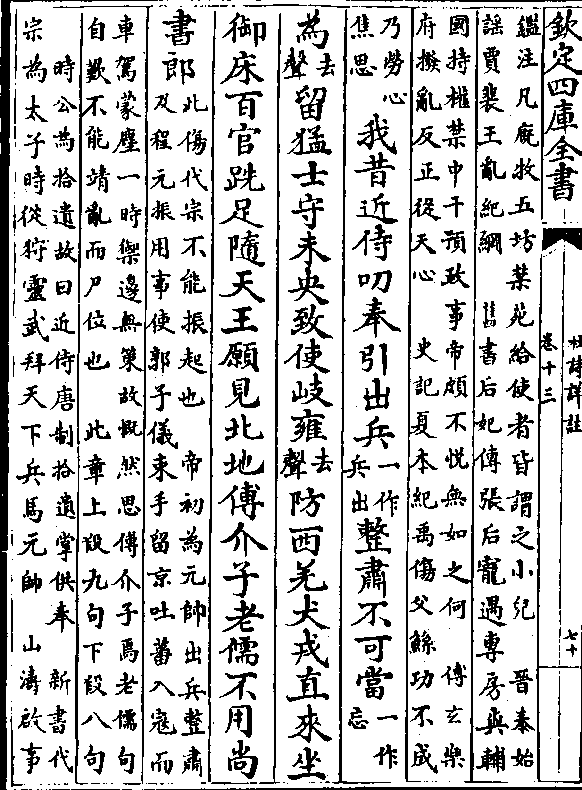 欽定四庫全書
杜詩詳註
卷十三
七十
鑑注凡廐牧五坊禁苑給使者皆謂之小兒 晉泰始
謡賈裴王亂紀綱 舊書后妃傳張后寵遇專房與輔
國持權禁中干預政事帝頗不悦無如之何 傅玄樂
府撥亂反正從天心 史記夏本紀禹傷父鯀功不成
乃勞心
焦思
我昔近侍叨奉引出兵
一作
兵出
整肅不可當
一作
忘
為
去
聲
留猛士守未央致使岐雍
去
聲
防西羌犬戎直來坐
御床百官跣足隨天王願見北地傅介子老儒不用尚
書郎
此傷代宗不能振起也 帝初為元帥出兵整肅
及程元振用事使郭子儀束手留京吐蕃入寇而
車駕蒙塵一時禦邊無策故慨然思傅介子焉老儒句
自歎不能靖亂而尸位也 此章上段九句下段八句
時公為拾遺故曰近侍唐制拾遺掌供奉 新書代
宗為太子時從狩靈武拜天下兵馬元帥 山濤啟事